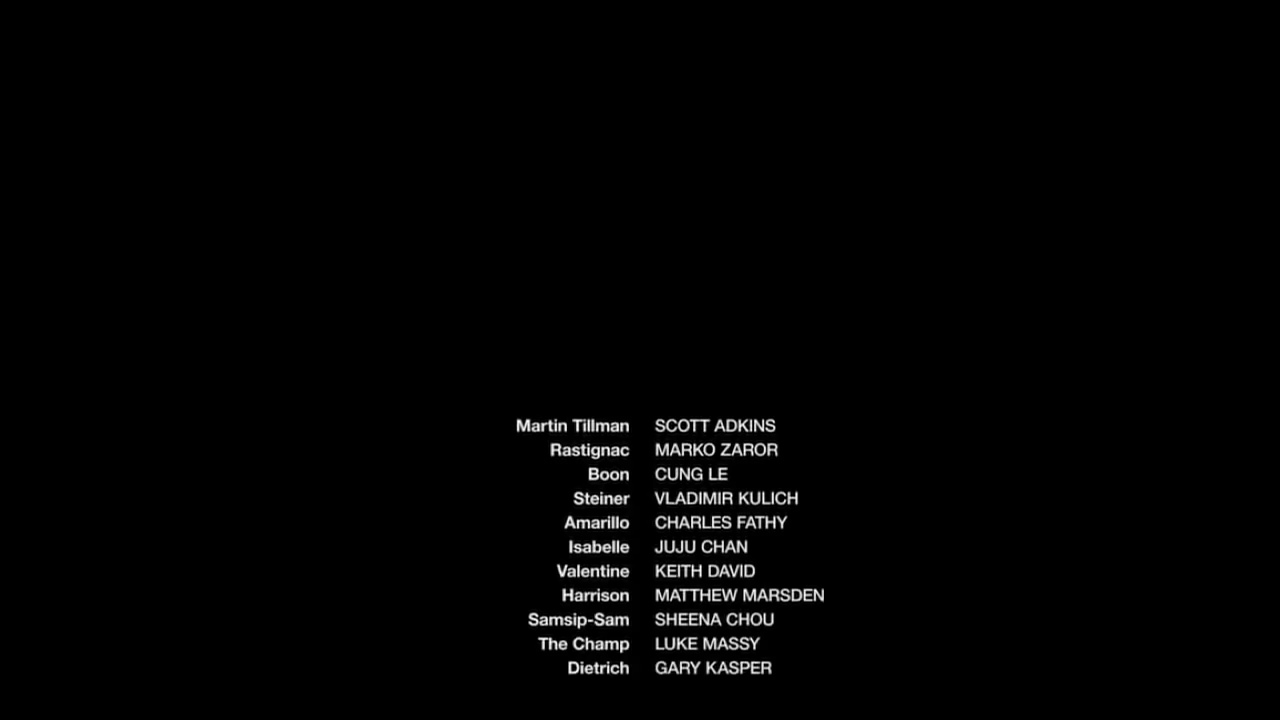 Martin Tillman SCOTT ADKINS
Rastignac MARKO ZAROR
Boon CUNG LE
Steiner VLADIMIR KULICH
Amarillo CHARLES FATHY
Isabelle JUJU CHAN
Valentine KEITH DAVID
Harrison MATTHEW MARSDEN
Samsip-Sam SHEENA CHOU
The Champ LUKE MASSY
Dietrich GARY KASPER